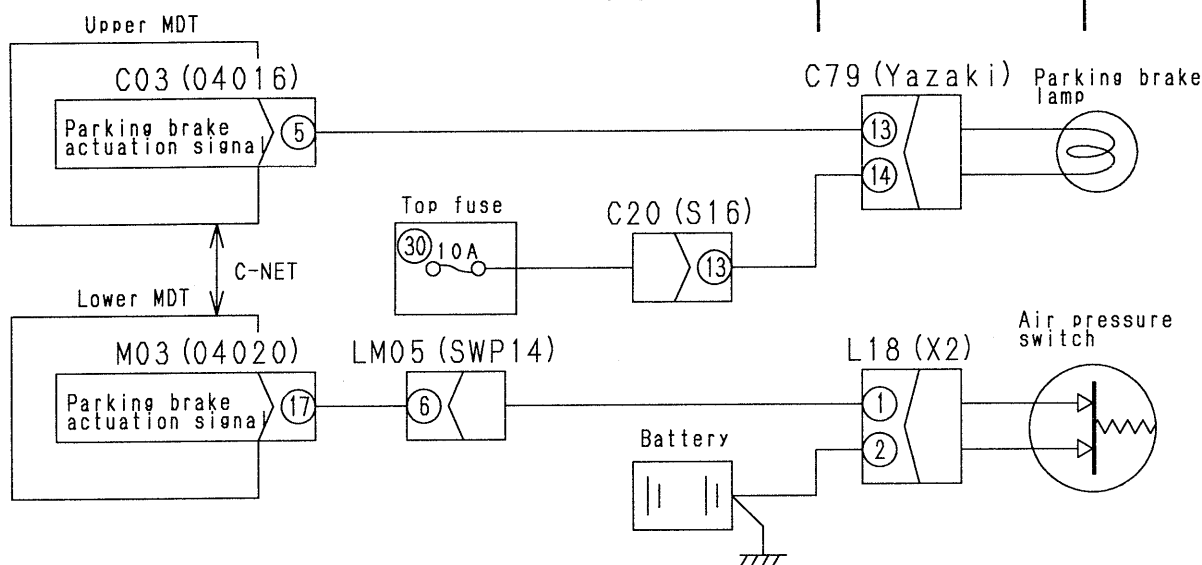 Upper MDT
C03 (04016)
Parking brake
actuation signal
5
C79 (Yazaki)
13
14
Parking brake
lamp
Top fuse
30
10A
C20 (S16)
13
C-NET
Lower MDT
M03 (04020)
Parking brake
actuation signal
17
LM05 (SWP14)
6
L18 (X2)
1
2
Air pressure
switch
Battery